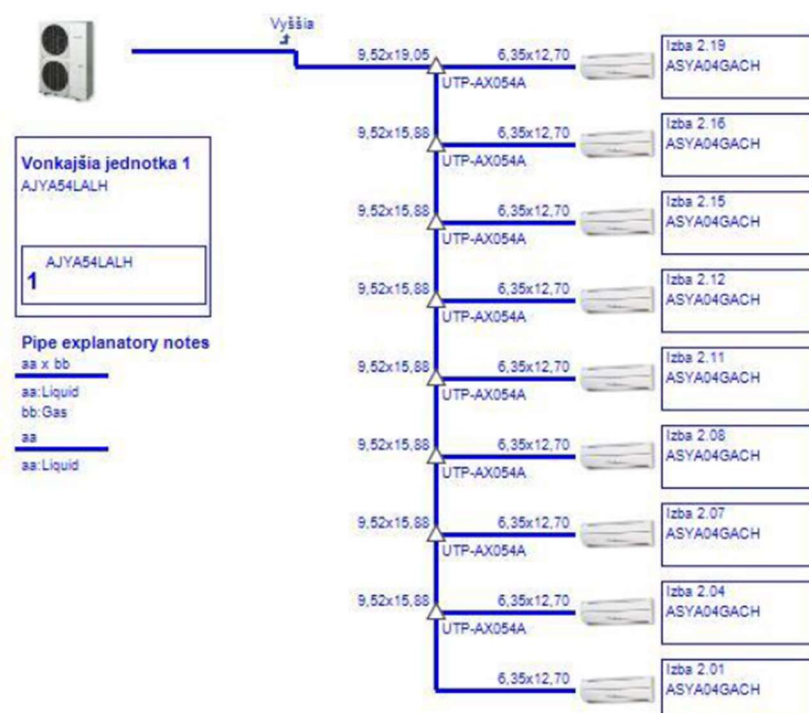 Vyššia
9,52x19,05
6,35x12,70
UTP-AX054A
Izba 2.19
ASYA04GACH
9,52x15,88
6,35x12,70
UTP-AX054A
Izba 2.16
ASYA04GACH
9,52x15,88
6,35x12,70
UTP-AX054A
Izba 2.15
ASYA04GACH
9,52x15,88
6,35x12,70
UTP-AX054A
Izba 2.12
ASYA04GACH
9,52x15,88
6,35x12,70
UTP-AX054A
Izba 2.11
ASYA04GACH
9,52x15,88
6,35x12,70
UTP-AX054A
Izba 2.08
ASYA04GACH
9,52x15,88
6,35x12,70
UTP-AX054A
Izba 2.07
ASYA04GACH
9,52x15,88
6,35x12,70
UTP-AX054A
Izba 2.04
ASYA04GACH
6,35x12,70
Izba 2.01
ASYA04GACH
Vonkajšia jednotka 1
AJYA54LALH
AJYA54LALH
1
Pipe explanatory notes
aa x bb
aa:Liquid
bb:Gas
aa
aa:Liquid